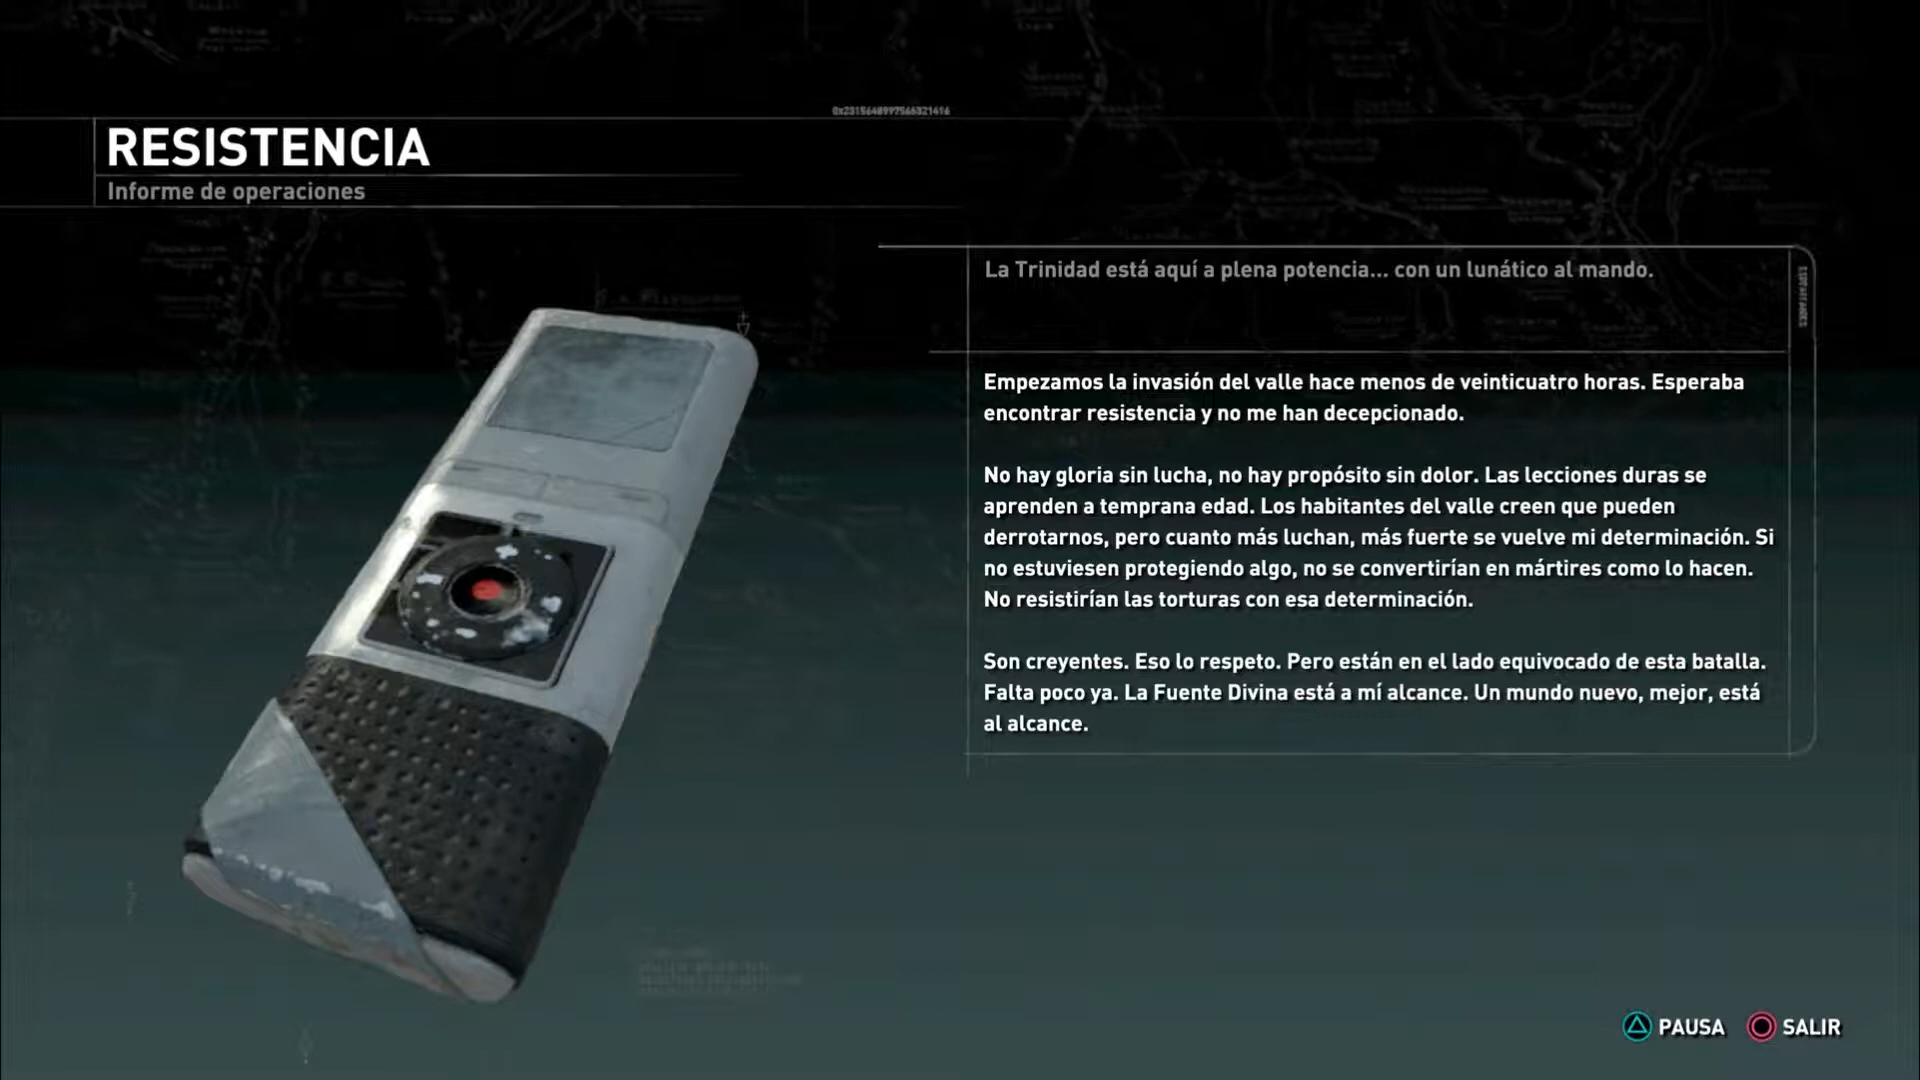 0x2315640997566321416
RESISTENCIA
Informe de operaciones
La Trinidad está aquí a plena potencia... con un lunático al mando.
Empezamos la invasión del valle hace menos de veinticuatro horas. Esperaba
encontrar resistencia y no me han decepcionado.
No hay gloria sin lucha, no hay propósito sin dolor. Las lecciones duras se
aprenden a temprana edad. Los habitantes del valle creen que pueden
derrotarnos, pero cuanto más luchan, más fuerte se vuelve mi determinación. Si
no estuviesen protegiendo algo, no se convertirían en mártires como lo hacen.
No resistirían las torturas con esa determinación.
Son creyentes. Eso lo respeto. Pero están en el lado equivocado de esta batalla.
Falta poco ya. La Fuente Divina está a mí alcance. Un mundo nuevo, mejor, está
al alcance.
PAUSA SALIR